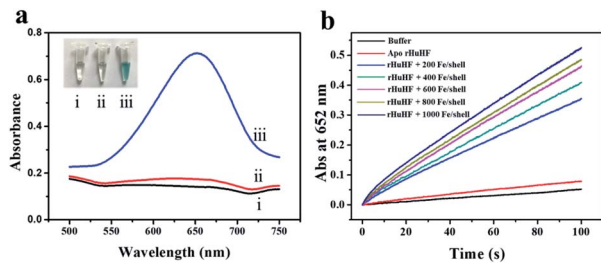 a
0.8
0.6
0.4
0.2
0.0
Absorbance
i ii iii
iii
ii
i
500 550 600 650 700 750
Wavelength (nm)
b
0.5
0.4
0.3
0.2
0.1
0.0
Abs at 652 nm
Buffer
Apo rHuHF
rHuHF + 200 Fe/shell
rHuHF + 400 Fe/shell
rHuHF + 600 Fe/shell
rHuHF + 800 Fe/shell
rHuHF + 1000 Fe/shell
0 20 40 60 80 100
Time (s)